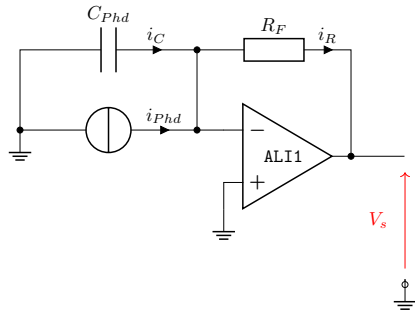 C_{Phd}
i_C
R_F
i_R
i_{Phd}
−
ALI1
+
V_s